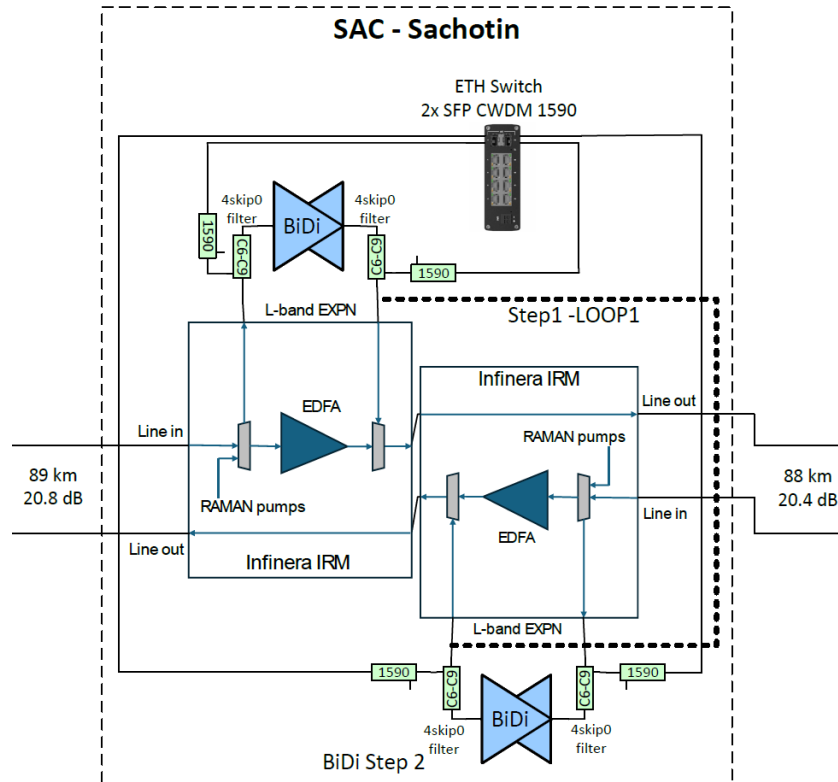 SAC - Sachotin
ETH Switch
2x SFP CWDM 1590
4skip0
filter
4skip0
filter
BiDi
1590
C6-C9
C6-C9
1590
L-band EXPN
Step1 -LOOP1
Infinera IRM
EDFA
Line out
Line in
RAMAN pumps
89 km
20.8 dB
88 km
20.4 dB
RAMAN pumps
Line in
EDFA
Line out
Infinera IRM
L-band EXPN
1590
C6-C9
C6-C9
1590
BiDi
4skip0
filter
4skip0
filter
BiDi Step 2